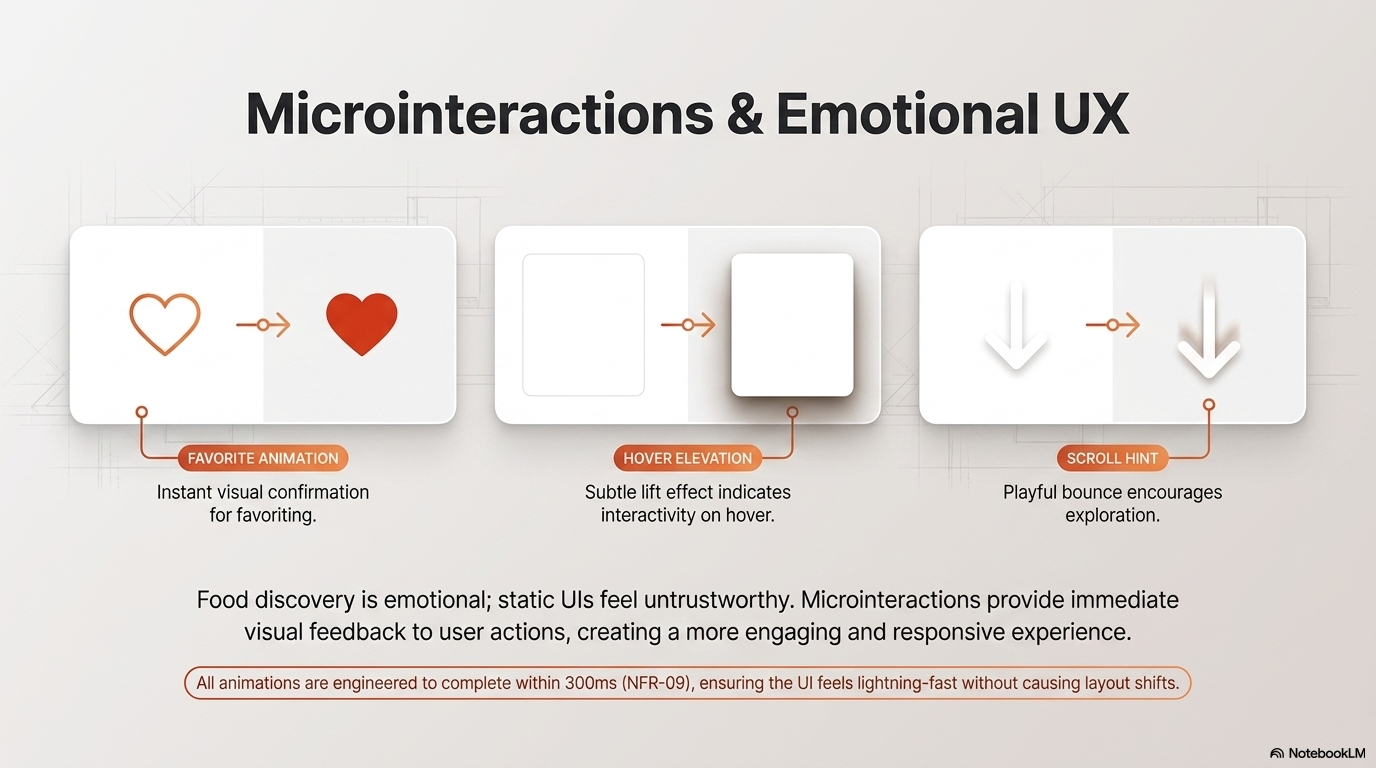 Microinteractions & Emotional UX
FAVORITE ANIMATION
Instant visual confirmation
for favoriting.
HOVER ELEVATION
Subtle lift effect indicates
interactivity on hover.
SCROLL HINT
Playful bounce encourages
exploration.
Food discovery is emotional; static UIs feel untrustworthy. Microinteractions provide immediate
visual feedback to user actions, creating a more engaging and responsive experience.
All animations are engineered to complete within 300ms (NFR-09), ensuring the UI feels lightning-fast without causing layout shifts.
NotebookLM